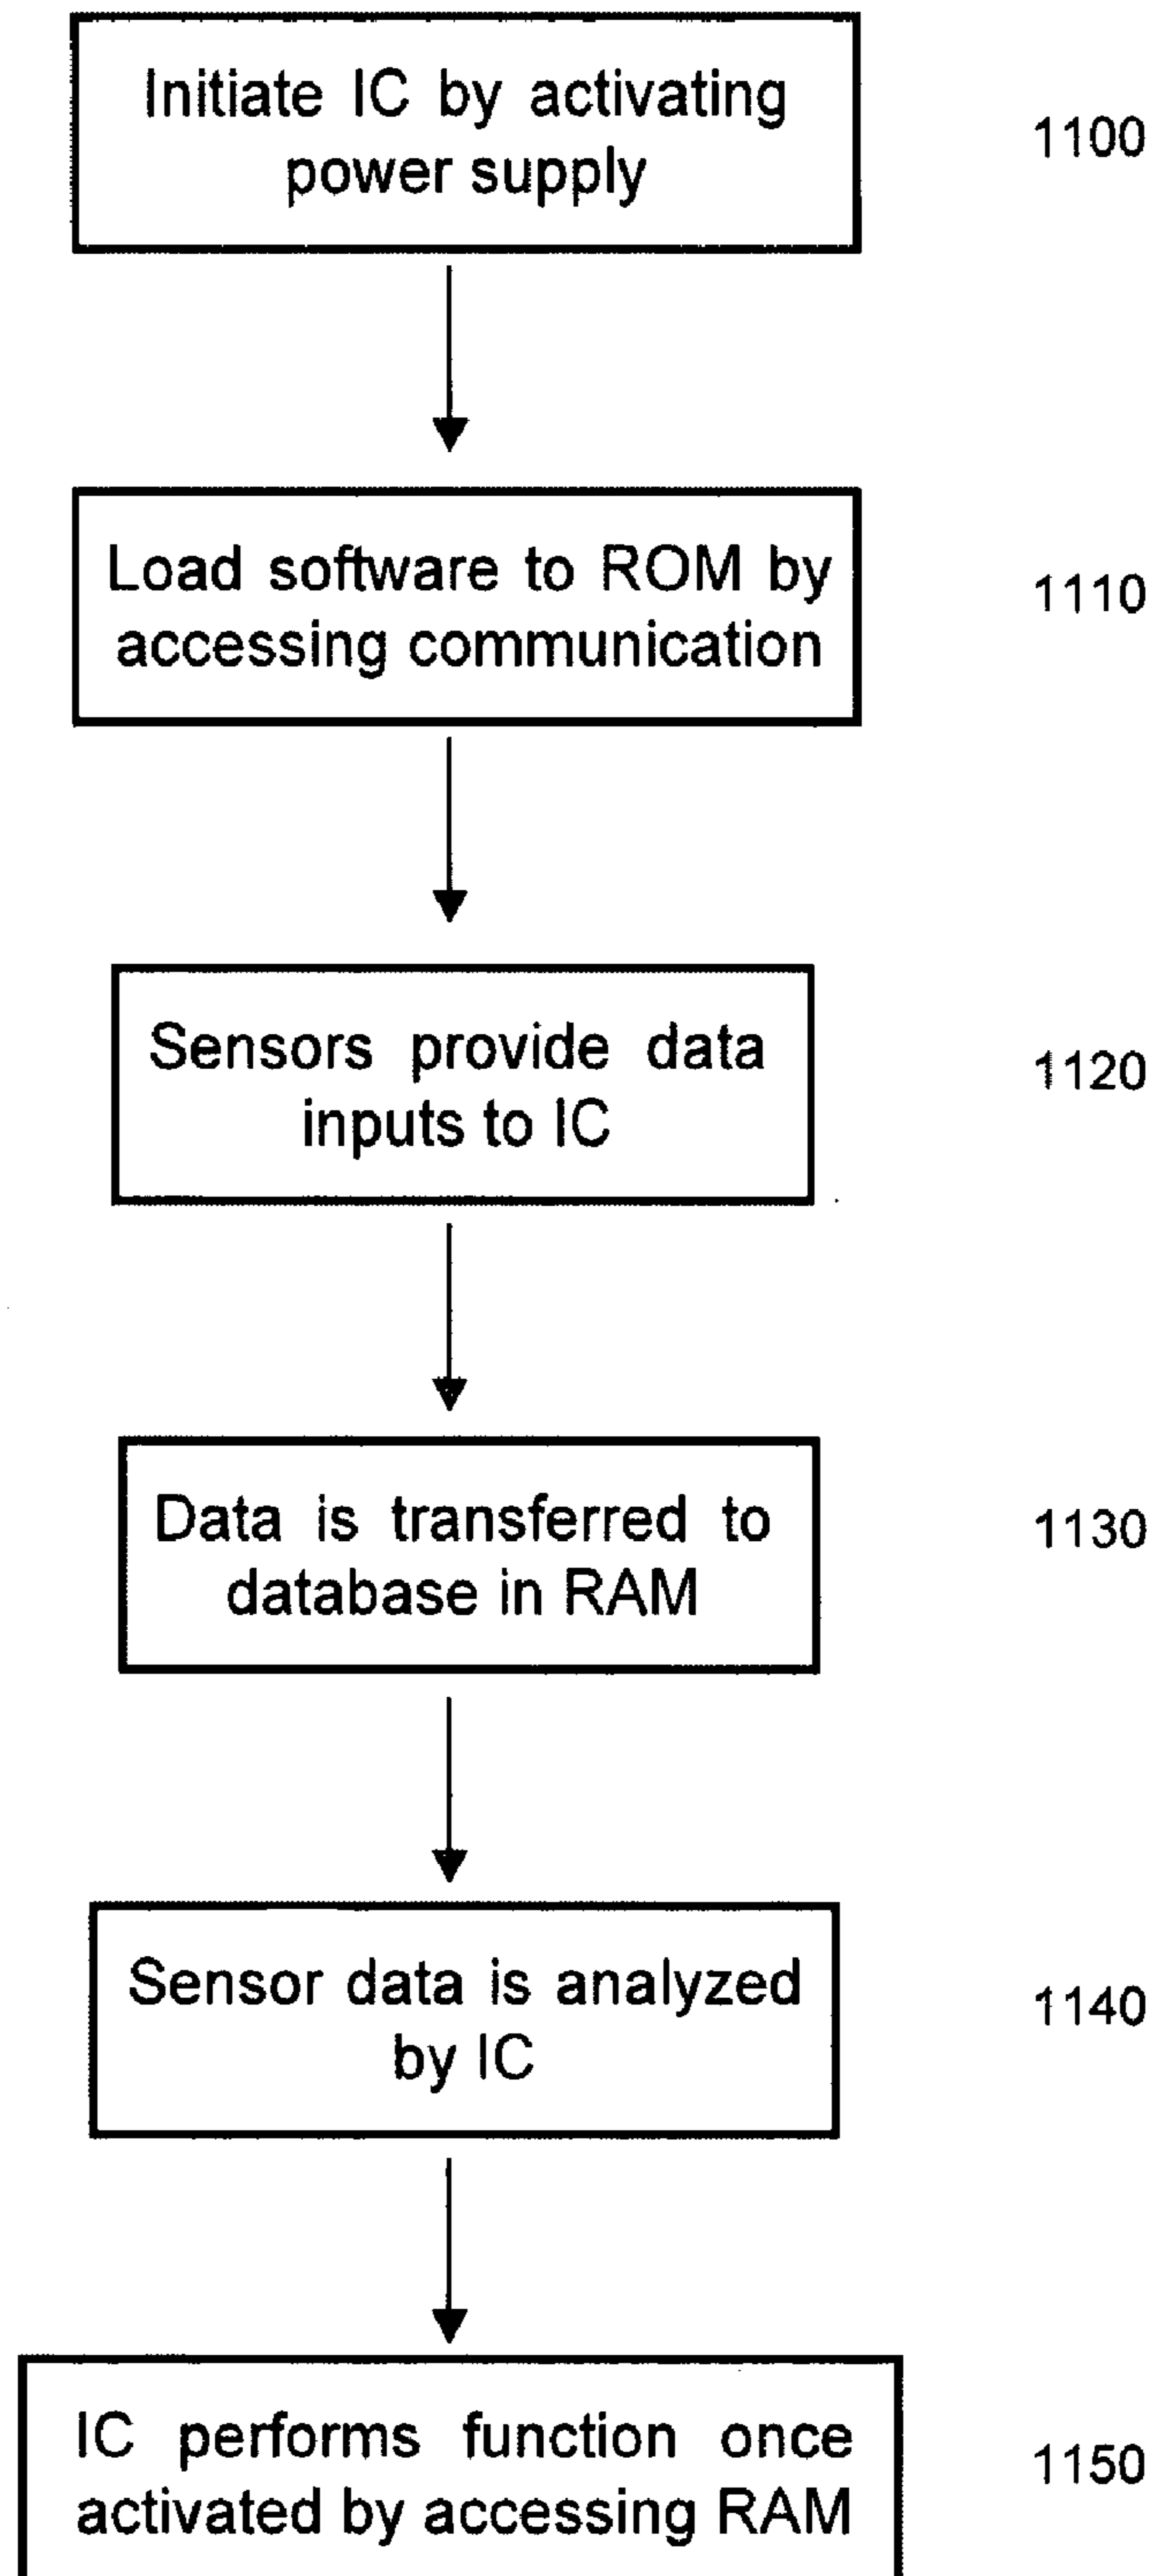 Initiate IC by activating
power supply
1100
Load software to ROM by
accessing communication
1110
Sensors provide data
inputs to IC
1120
Data is transferred to
database in RAM
1130
Sensor data is analyzed
by IC
1140
IC performs function once
activated by accessing RAM
1150